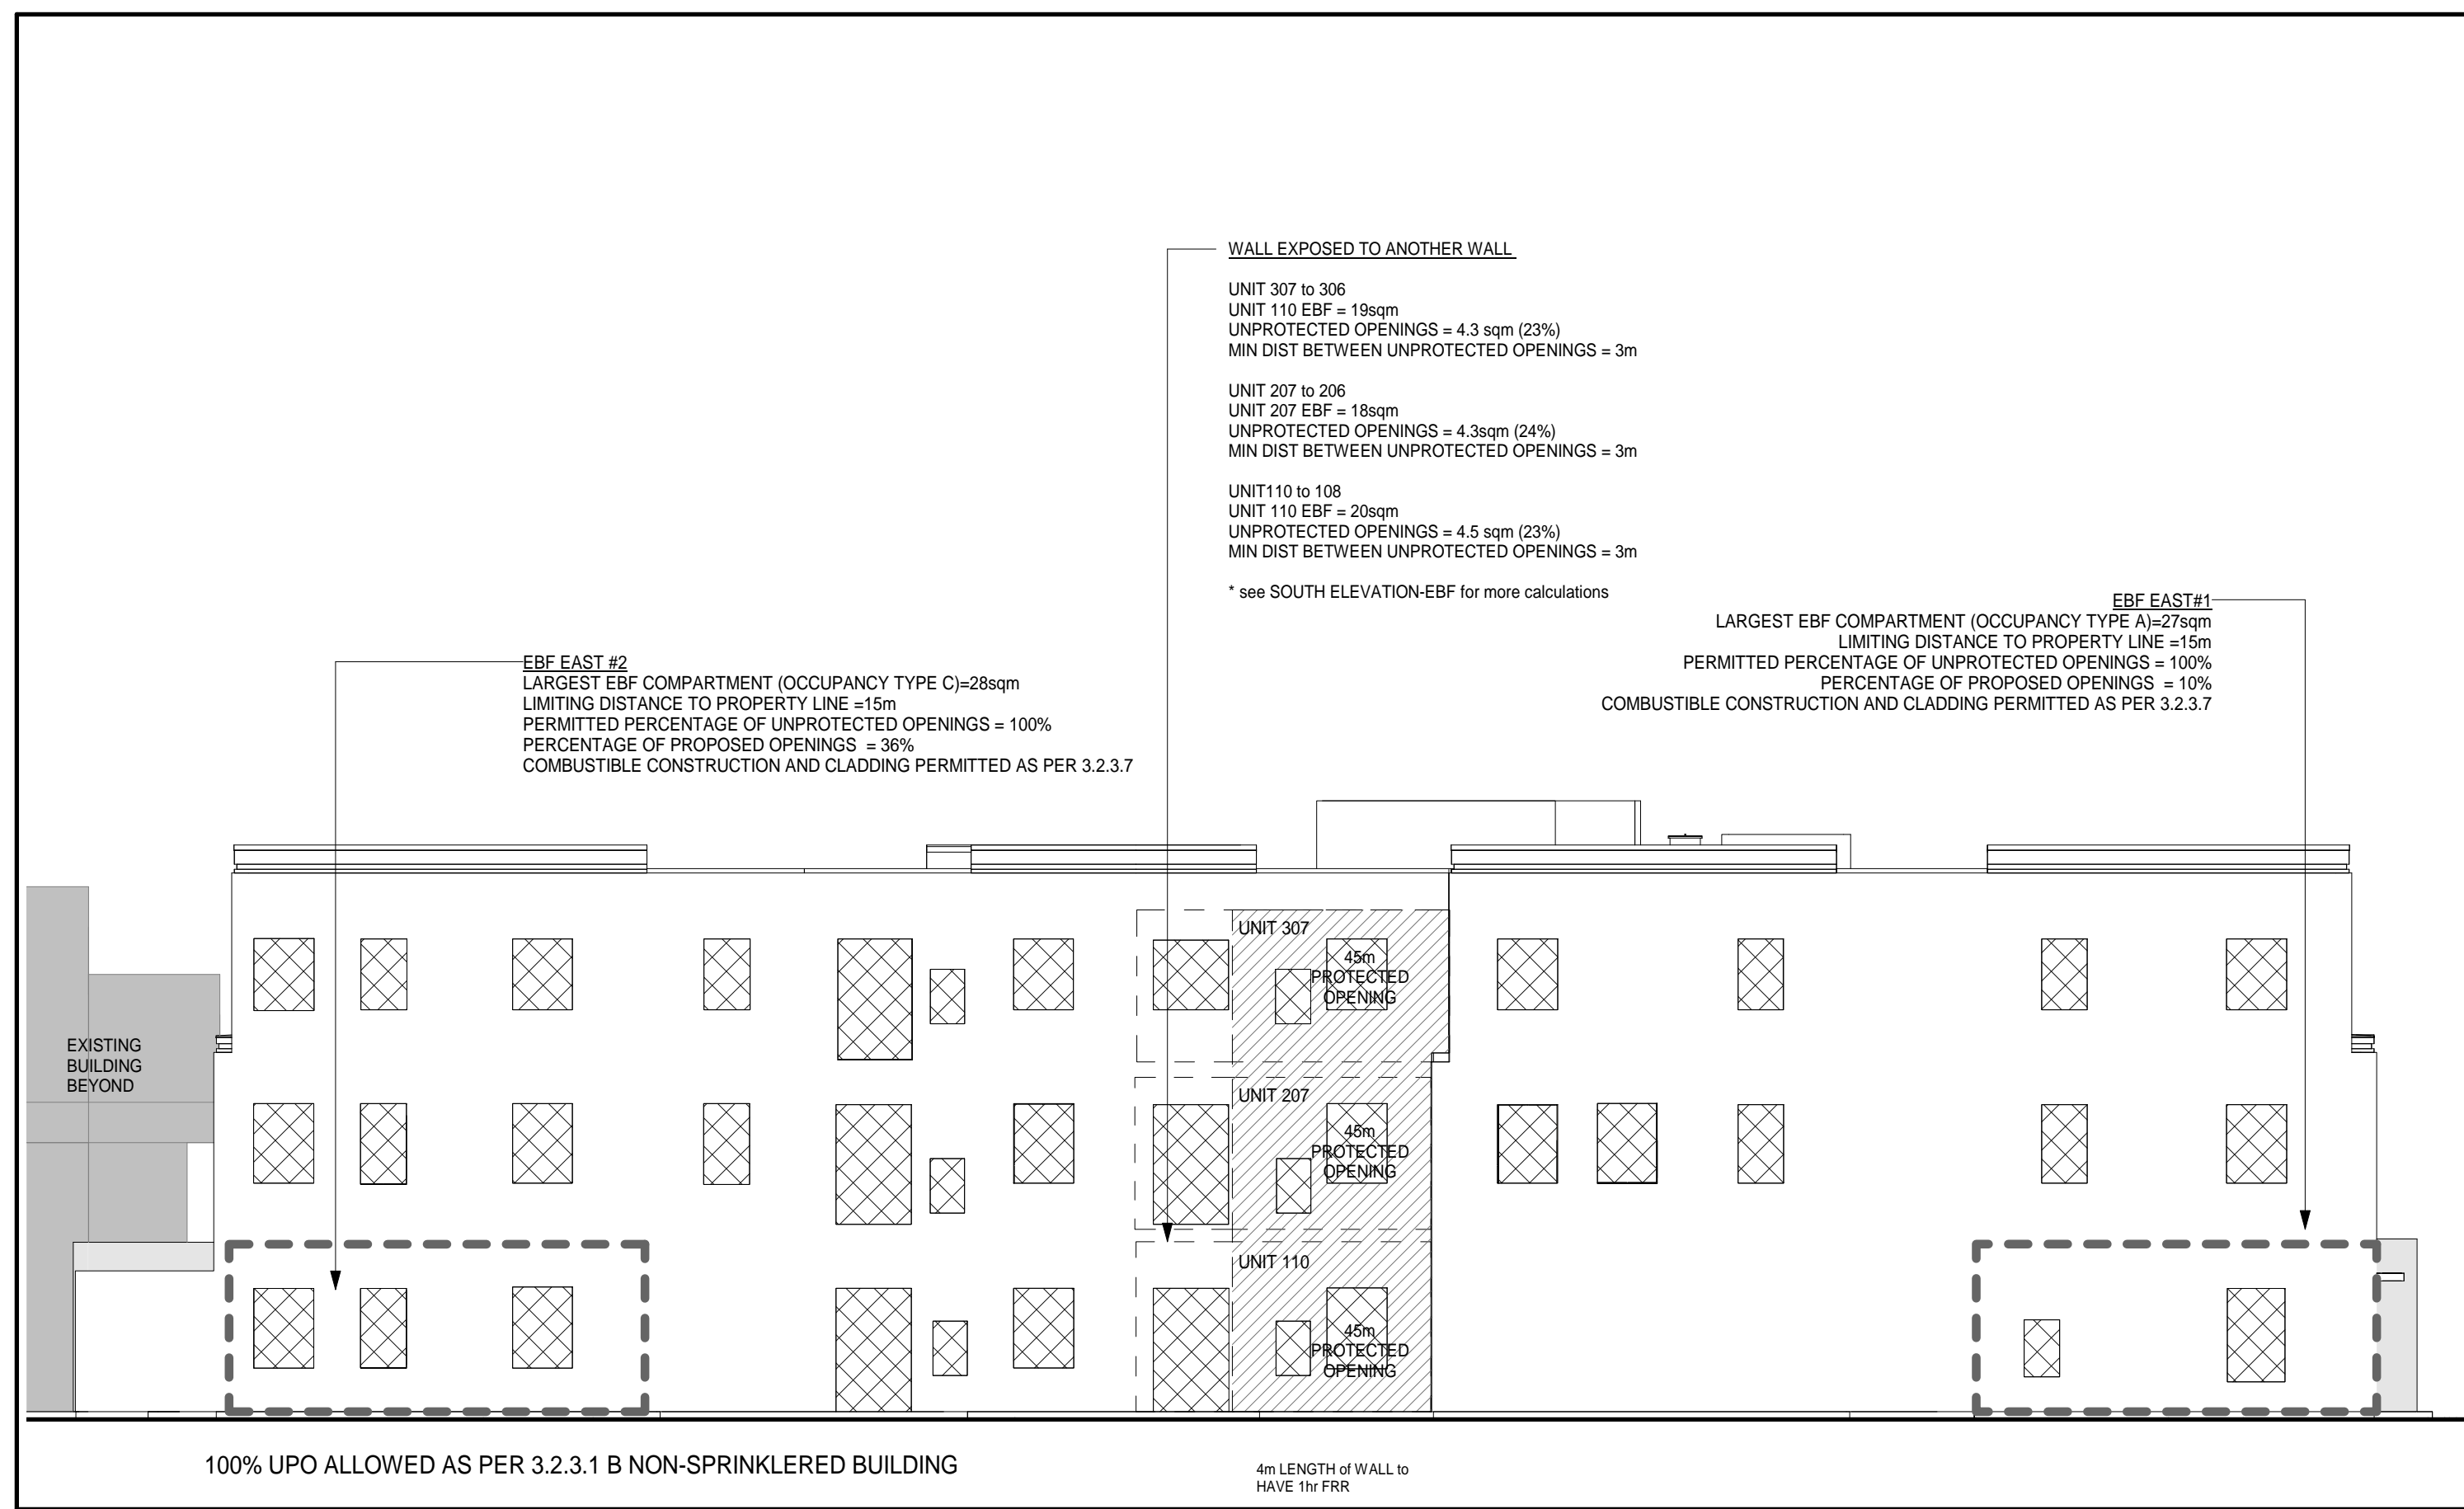 WALL EXPOSED TO ANOTHER WALL
UNIT 307 to 306
UNIT 110 EBF = 19sqm
UNPROTECTED OPENINGS = 4.3 sqm (23%)
MIN DIST BETWEEN UNPROTECTED OPENINGS = 3m
UNIT 207 to 206
UNIT 207 EBF = 18sqm
UNPROTECTED OPENINGS = 4.3sqm (24%)
MIN DIST BETWEEN UNPROTECTED OPENINGS = 3m
UNIT110 to 108
UNIT 110 EBF = 20sqm
UNPROTECTED OPENINGS = 4.5 sqm (23%)
MIN DIST BETWEEN UNPROTECTED OPENINGS = 3m
* see SOUTH ELEVATION-EBF for more calculations
EBF EAST#1
LARGEST EBF COMPARTMENT (OCCUPANCY TYPE A)=27sqm
LIMITING DISTANCE TO PROPERTY LINE =15m
PERMITTED PERCENTAGE OF UNPROTECTED OPENINGS = 100%
PERCENTAGE OF PROPOSED OPENINGS = 10%
COMBUSTIBLE CONSTRUCTION AND CLADDING PERMITTED AS PER 3.2.3.7
EBF EAST #2
LARGEST EBF COMPARTMENT (OCCUPANCY TYPE C)=28sqm
LIMITING DISTANCE TO PROPERTY LINE =15m
PERMITTED PERCENTAGE OF UNPROTECTED OPENINGS = 100%
PERCENTAGE OF PROPOSED OPENINGS = 36%
COMBUSTIBLE CONSTRUCTION AND CLADDING PERMITTED AS PER 3.2.3.7
UNIT 307
45m
PROTECTED
OPENING
EXISTING
BUILDING
BEYOND
UNIT 207
45m
PROTECTED
OPENING
UNIT 110
45m
PROTECTED
OPENING
100% UPO ALLOWED AS PER 3.2.3.1 B NON-SPRINKLERED BUILDING
4m LENGTH of WALL to
HAVE 1hr FRR